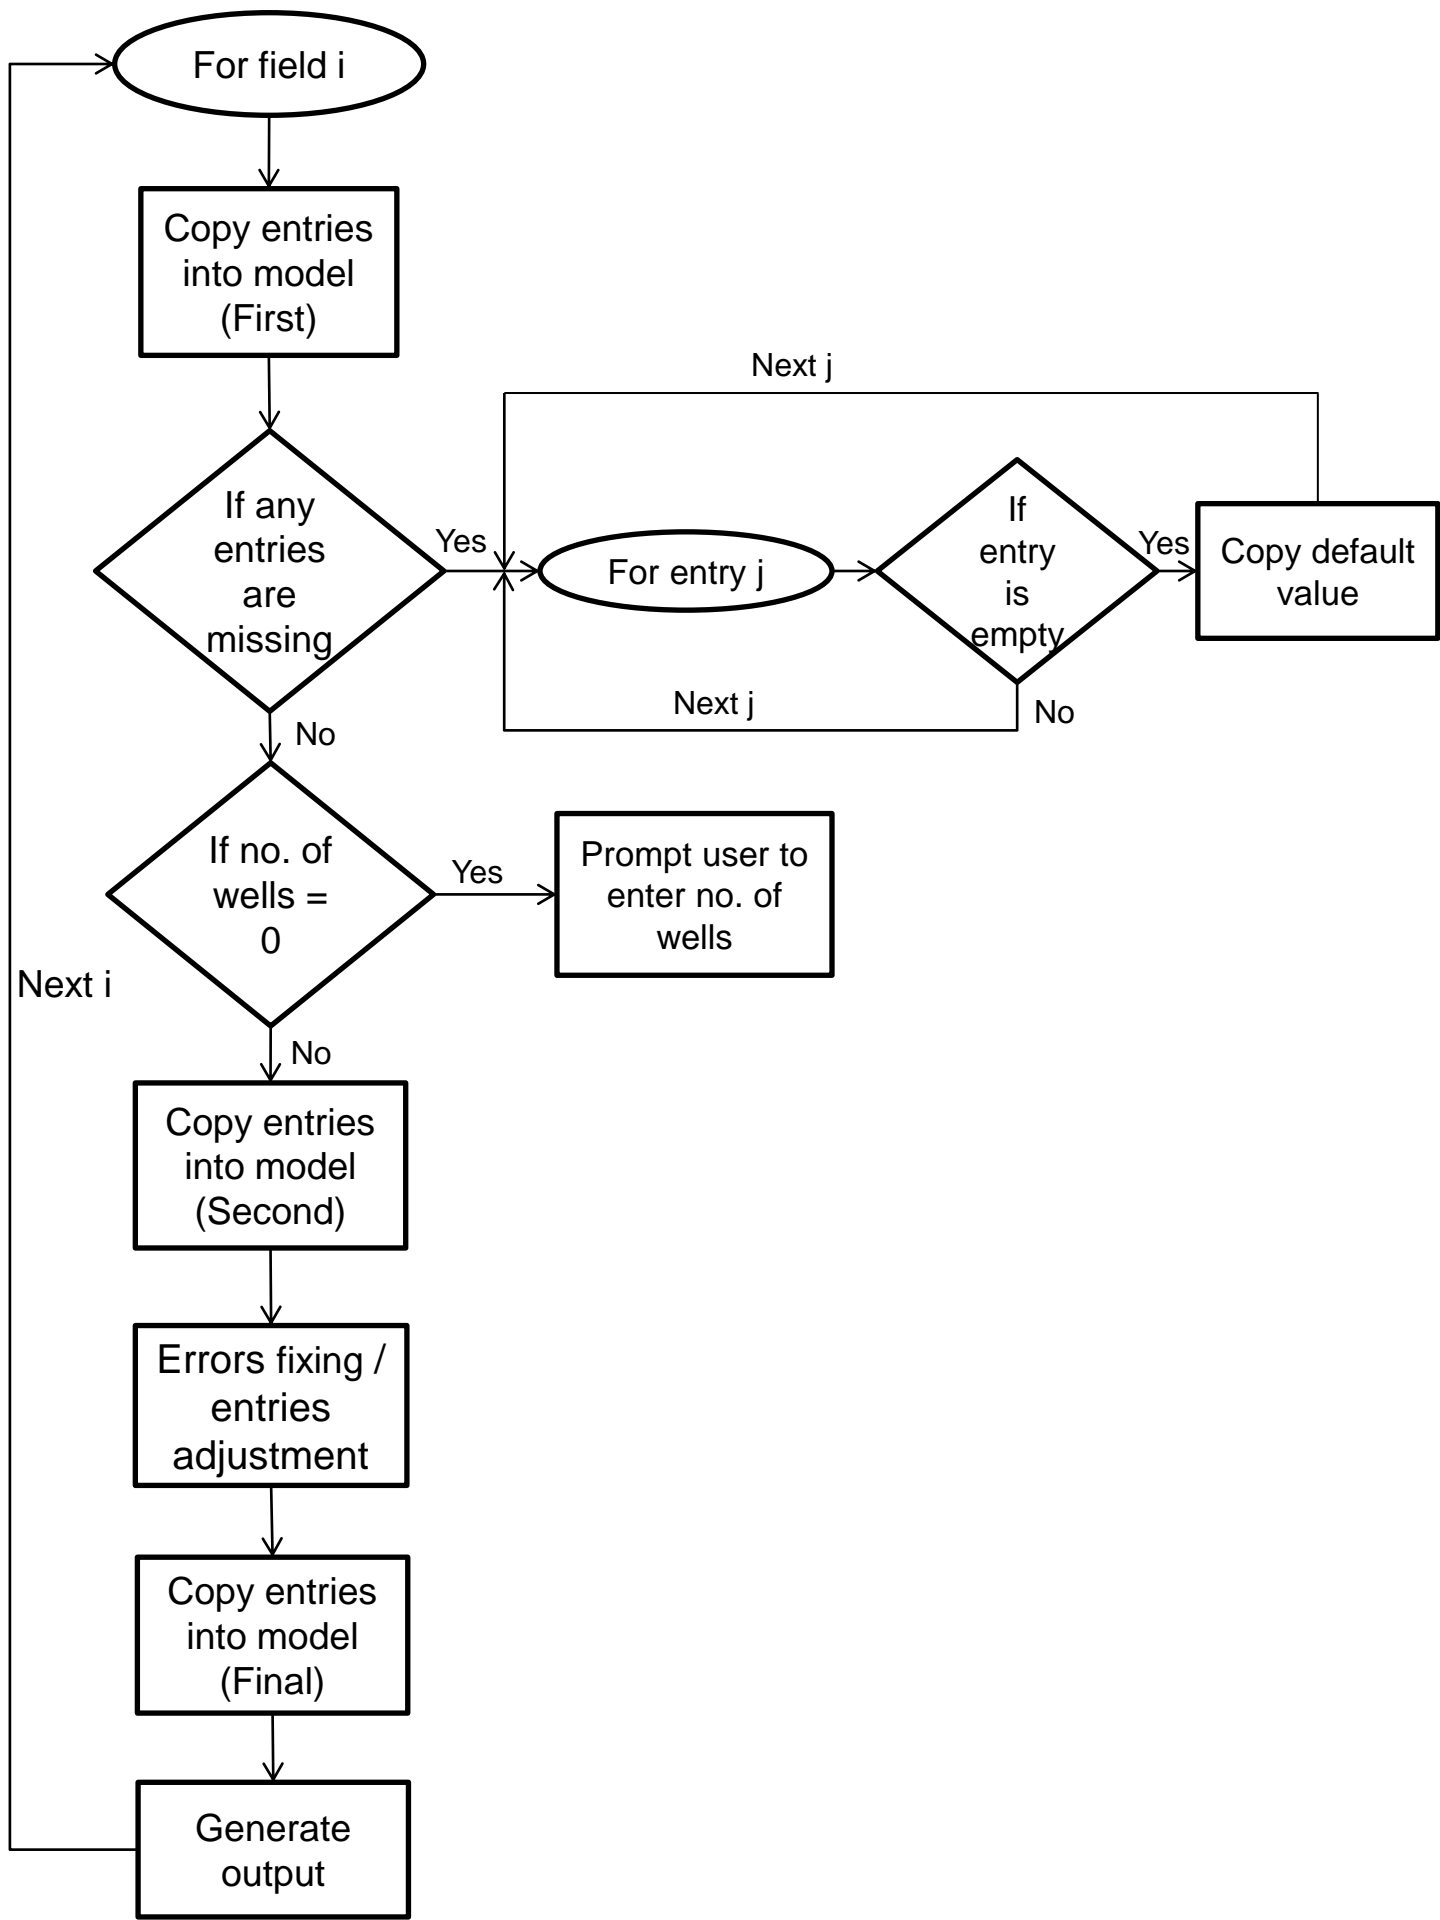 For field i
Copy entries
into model
(First)
Next j
If any
entries
are
missing
Yes
For entry j
If
entry
is
empty
Yes
Copy default
value
Next j
No
No
If no. of
wells =
0
Yes
Prompt user to
enter no. of
wells
Next i
No
Copy entries
into model
(Second)
Errors fixing /
entries
adjustment
Copy entries
into model
(Final)
Generate
output